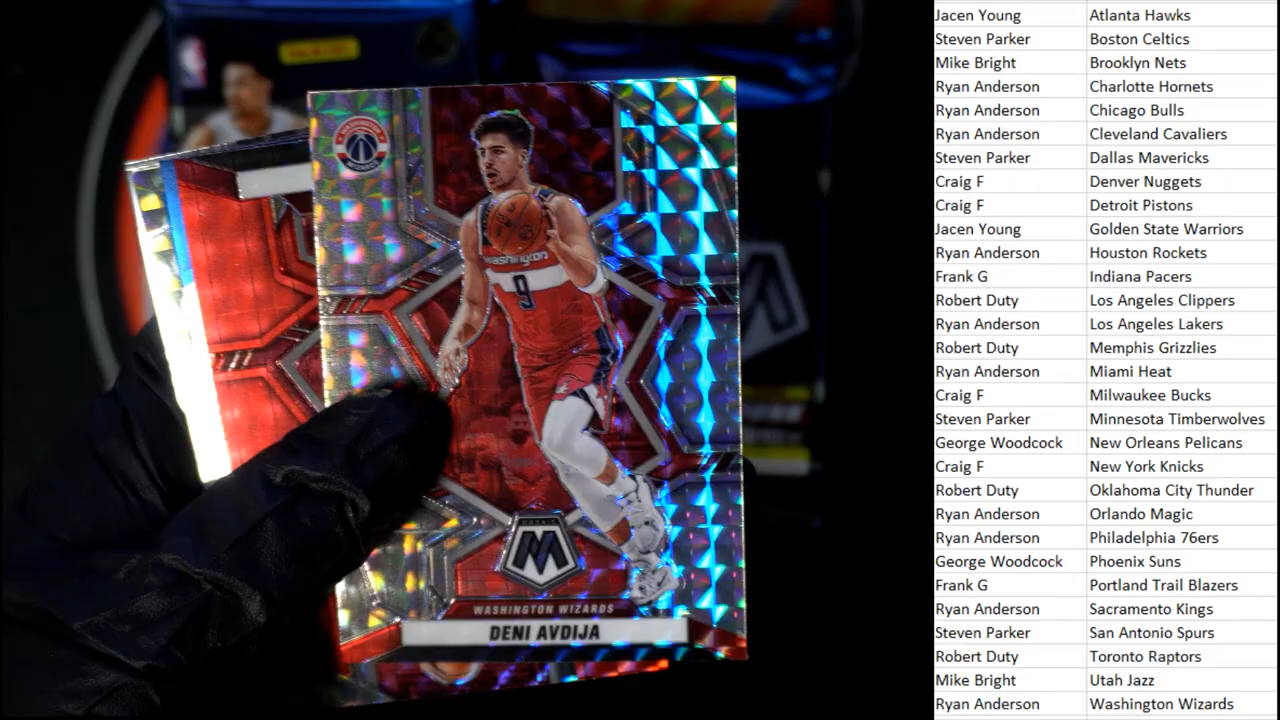 WASHINGTON
WIZARDS
Washington
9
MOSAIC
WASHINGTON WIZARDS
DENI AVDIJA
Jacen Young Atlanta Hawks
Steven Parker Boston Celtics
Mike Bright Brooklyn Nets
Ryan Anderson Charlotte Hornets
Ryan Anderson Chicago Bulls
Ryan Anderson Cleveland Cavaliers
Steven Parker Dallas Mavericks
Craig F Denver Nuggets
Craig F Detroit Pistons
Jacen Young Golden State Warriors
Ryan Anderson Houston Rockets
Frank G Indiana Pacers
Robert Duty Los Angeles Clippers
Ryan Anderson Los Angeles Lakers
Robert Duty Memphis Grizzlies
Ryan Anderson Miami Heat
Craig F Milwaukee Bucks
Steven Parker Minnesota Timberwolves
George Woodcock New Orleans Pelicans
Craig F New York Knicks
Robert Duty Oklahoma City Thunder
Ryan Anderson Orlando Magic
Ryan Anderson Philadelphia 76ers
George Woodcock Phoenix Suns
Frank G Portland Trail Blazers
Ryan Anderson Sacramento Kings
Steven Parker San Antonio Spurs
Robert Duty Toronto Raptors
Mike Bright Utah Jazz
Ryan Anderson Washington Wizards